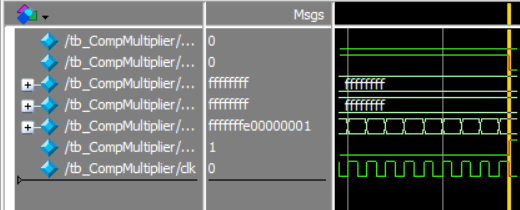 Msgs
/tb_CompMultiplier/... 0
/tb_CompMultiplier/... 0
/tb_CompMultiplier/... ffffffff ffffffff
/tb_CompMultiplier/... ffffffff ffffffff
/tb_CompMultiplier/... fffffffe00000001
/tb_CompMultiplier/... 1
/tb_CompMultiplier/clk 0